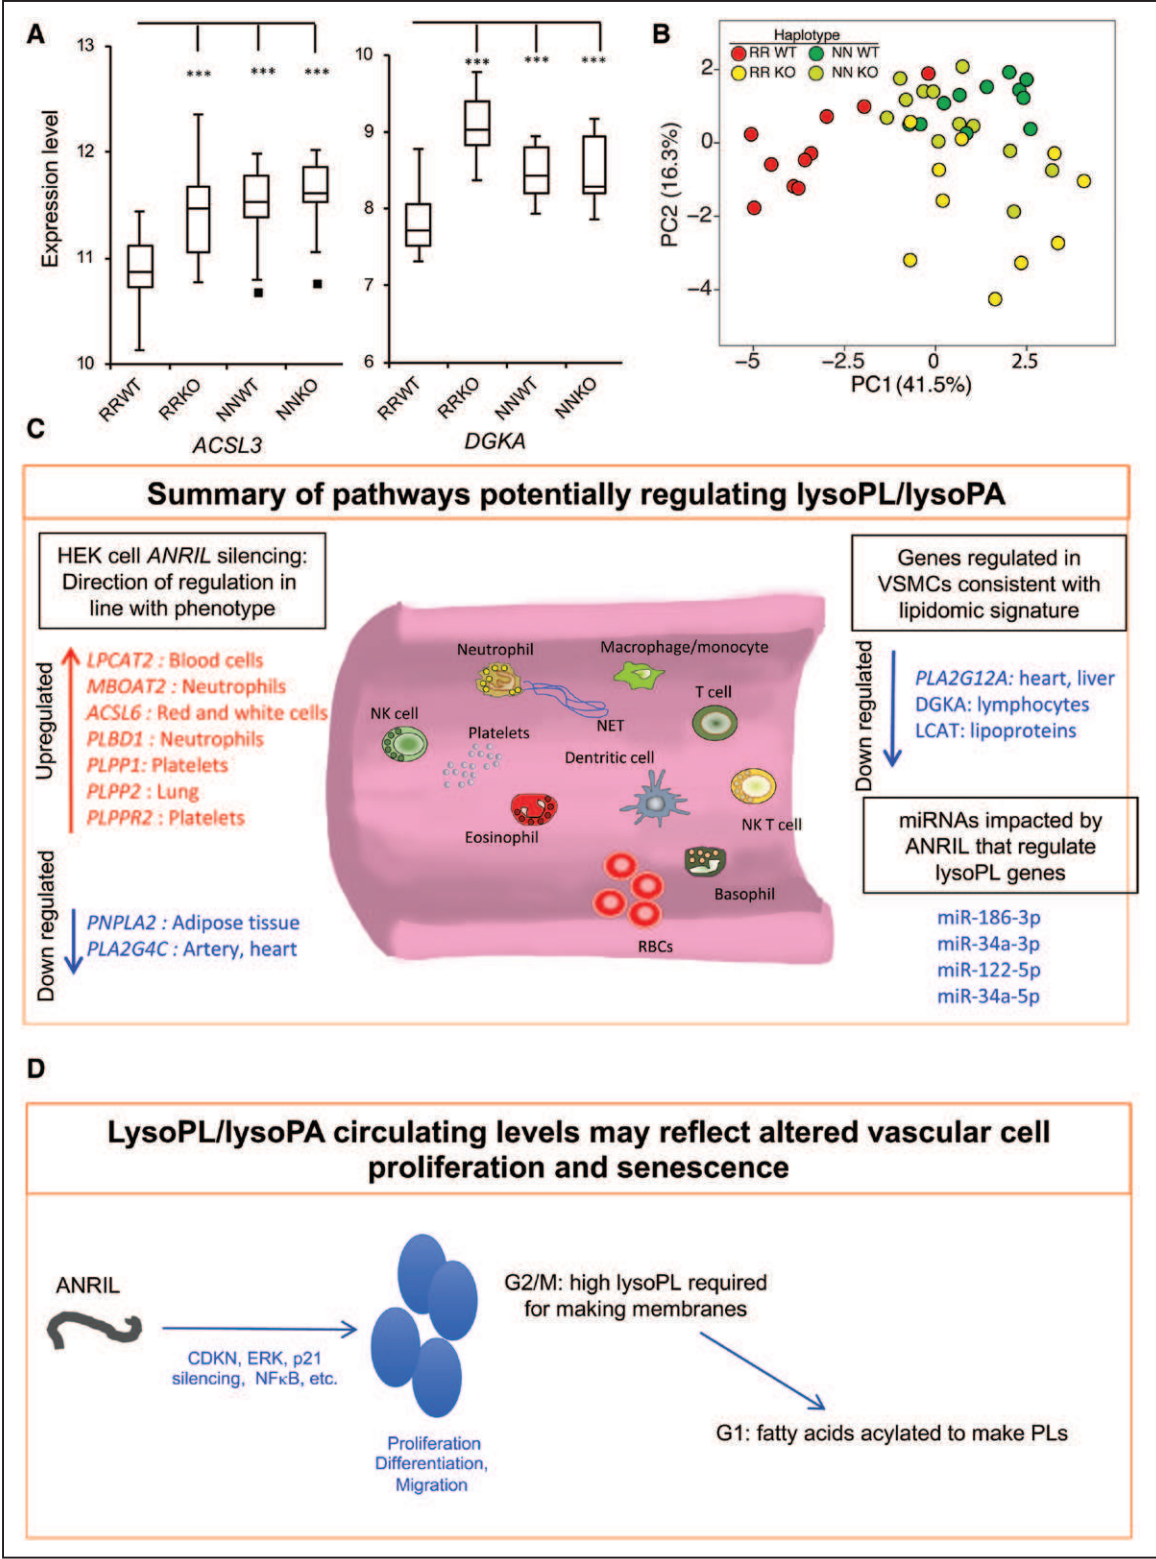 A
13
12
11
10
Expression level
***
***
***
RRWT
RRKO
NNWT
NNKO
ACSL3
10
9
8
7
6
***
***
***
RRWT
RRKO
NNWT
NNKO
DGKA
B
Haplotype
RR WT
NN WT
RR KO
NN KO
2
0
−2
−4
PC2 (16.3%)
−5
−2.5
0
2.5
PC1 (41.5%)
C
Summary of pathways potentially regulating lysoPL/lysoPA
HEK cell ANRIL silencing:
Direction of regulation in
line with phenotype
Upregulated
LPCAT2 : Blood cells
MBOAT2 : Neutrophils
ACSL6 : Red and white cells
PLBD1 : Neutrophils
PLPP1: Platelets
PLPP2 : Lung
PLPPR2 : Platelets
Down regulated
PNPLA2 : Adipose tissue
PLA2G4C : Artery, heart
Neutrophil
Macrophage/monocyte
T cell
NK cell
NET
Platelets
Dentritic cell
Eosinophil
NK T cell
Basophil
RBCs
Genes regulated in
VSMCs consistent with
lipidomic signature
Down regulated
PLA2G12A: heart, liver
DGKA: lymphocytes
LCAT: lipoproteins
miRNAs impacted by
ANRIL that regulate
lysoPL genes
miR-186-3p
miR-34a-3p
miR-122-5p
miR-34a-5p
D
LysoPL/lysoPA circulating levels may reflect altered vascular cell
proliferation and senescence
ANRIL
CDKN, ERK, p21
silencing, NFκB, etc.
Proliferation
Differentiation,
Migration
G2/M: high lysoPL required
for making membranes
G1: fatty acids acylated to make PLs